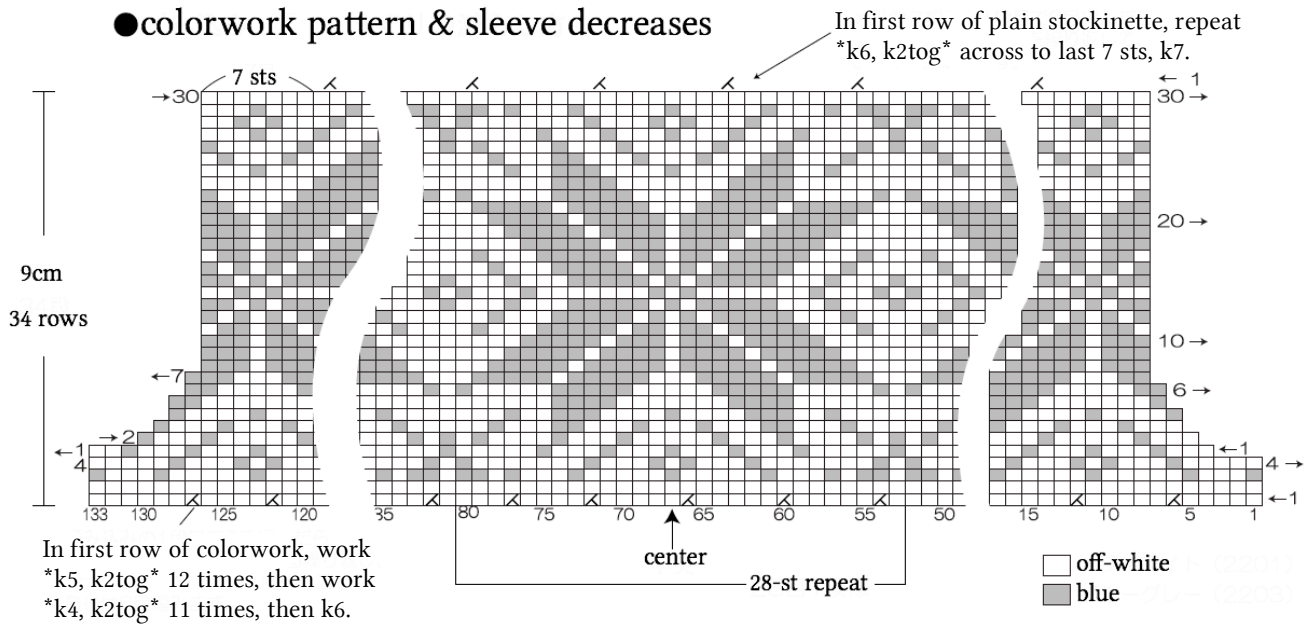 ●colorwork pattern & sleeve decreases
In first row of plain stockinette, repeat
*k6, k2tog* across to last 7 sts, k7.
7 sts
← 1
→30
30→
20→
9cm
34 rows
10→
←7
6→
→2
←1
←1
4
4→
←1
133 130 125 120 35 80 75 70 65 60 55 50 15 10 5 1
In first row of colorwork, work
*k5, k2tog* 12 times, then work
*k4, k2tog* 11 times, then k6.
center
28-st repeat
off-white
blue